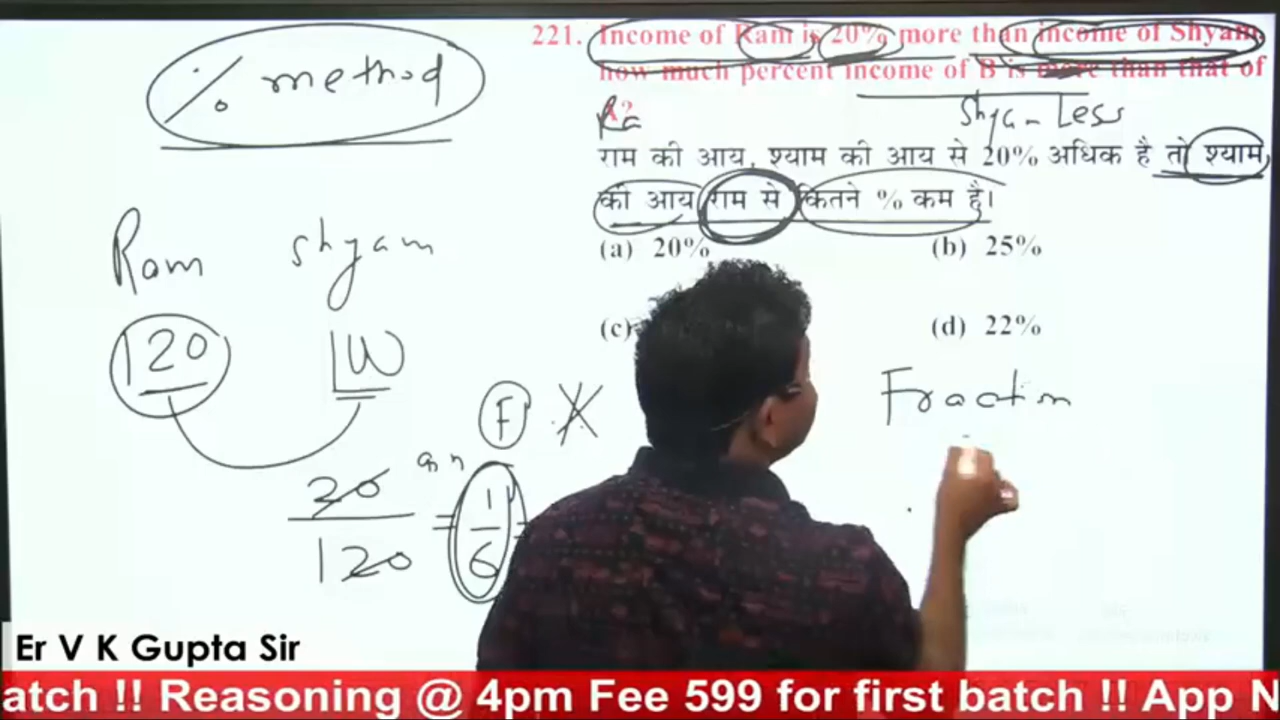 % method
221. Income of Ram is 20% more than income of Shyam,
how much percent income of B is more than that of
A?
Ra
Shya- Less
राम की आय, श्याम की आय से 20% अधिक है तो श्याम
की आय राम से कितने % कम है।
(a) 20%
(b) 25%
(c)
(d) 22%
Ram Shyam
120 100
F
Fraction
20
120
=
1
6
Er V K Gupta Sir
atch !! Reasoning @ 4pm Fee 599 for first batch !! App N